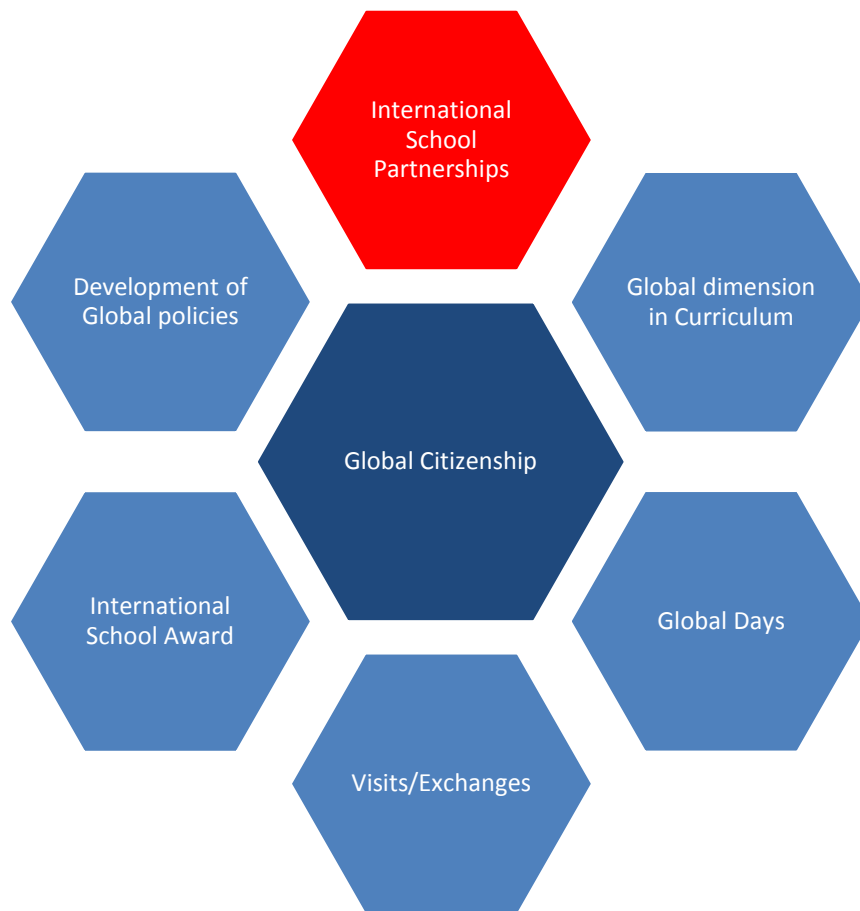 International
School
Partnerships
Development of
Global policies
Global dimension
in Curriculum
Global Citizenship
International
School Award
Global Days
Visits/Exchanges